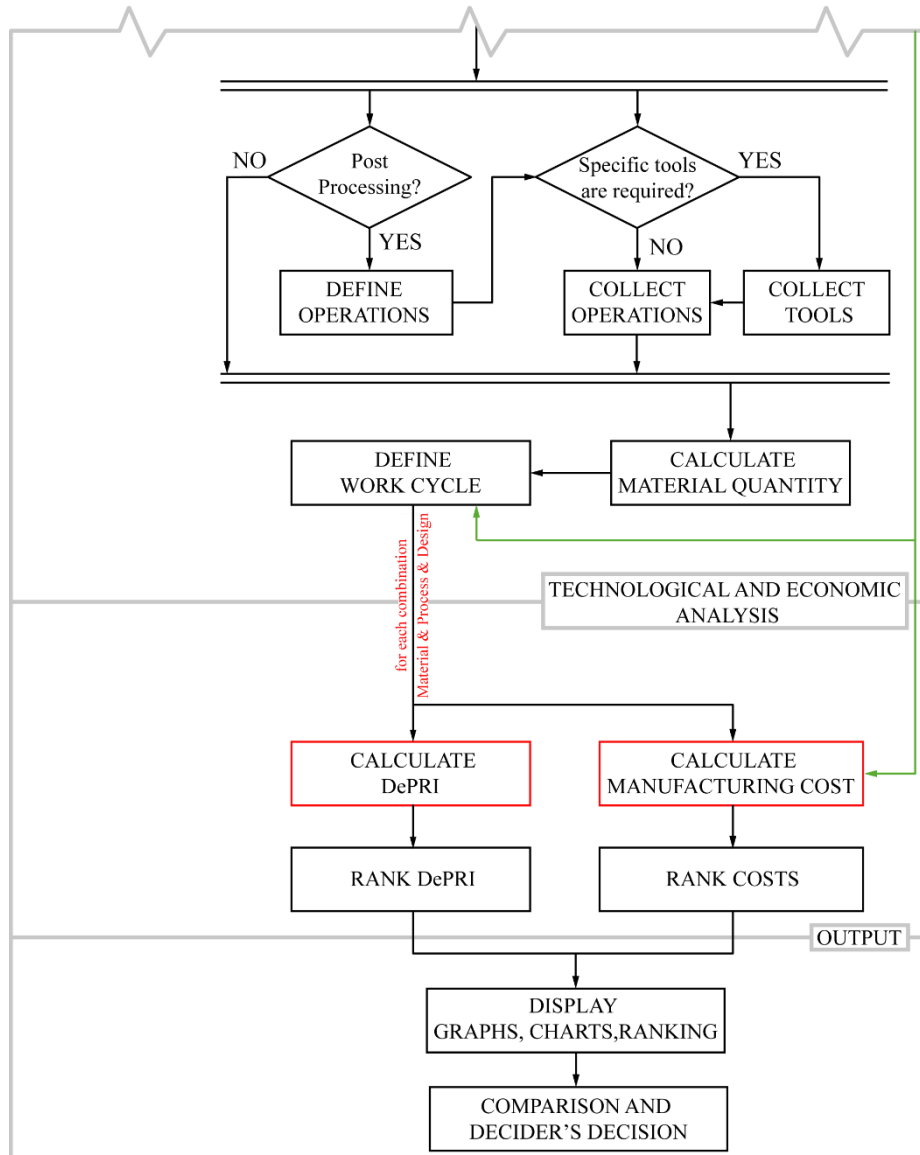 NO
Post
Processing?
YES
Specific tools
are required?
YES
NO
DEFINE
OPERATIONS
COLLECT
OPERATIONS
COLLECT
TOOLS
DEFINE
WORK CYCLE
CALCULATE
MATERIAL QUANTITY
for each combination
Material & Process & Design
TECHNOLOGICAL AND ECONOMIC
ANALYSIS
CALCULATE
DePRI
CALCULATE
MANUFACTURING COST
RANK DePRI
RANK COSTS
OUTPUT
DISPLAY
GRAPHS, CHARTS,RANKING
COMPARISON AND
DECIDER'S DECISION